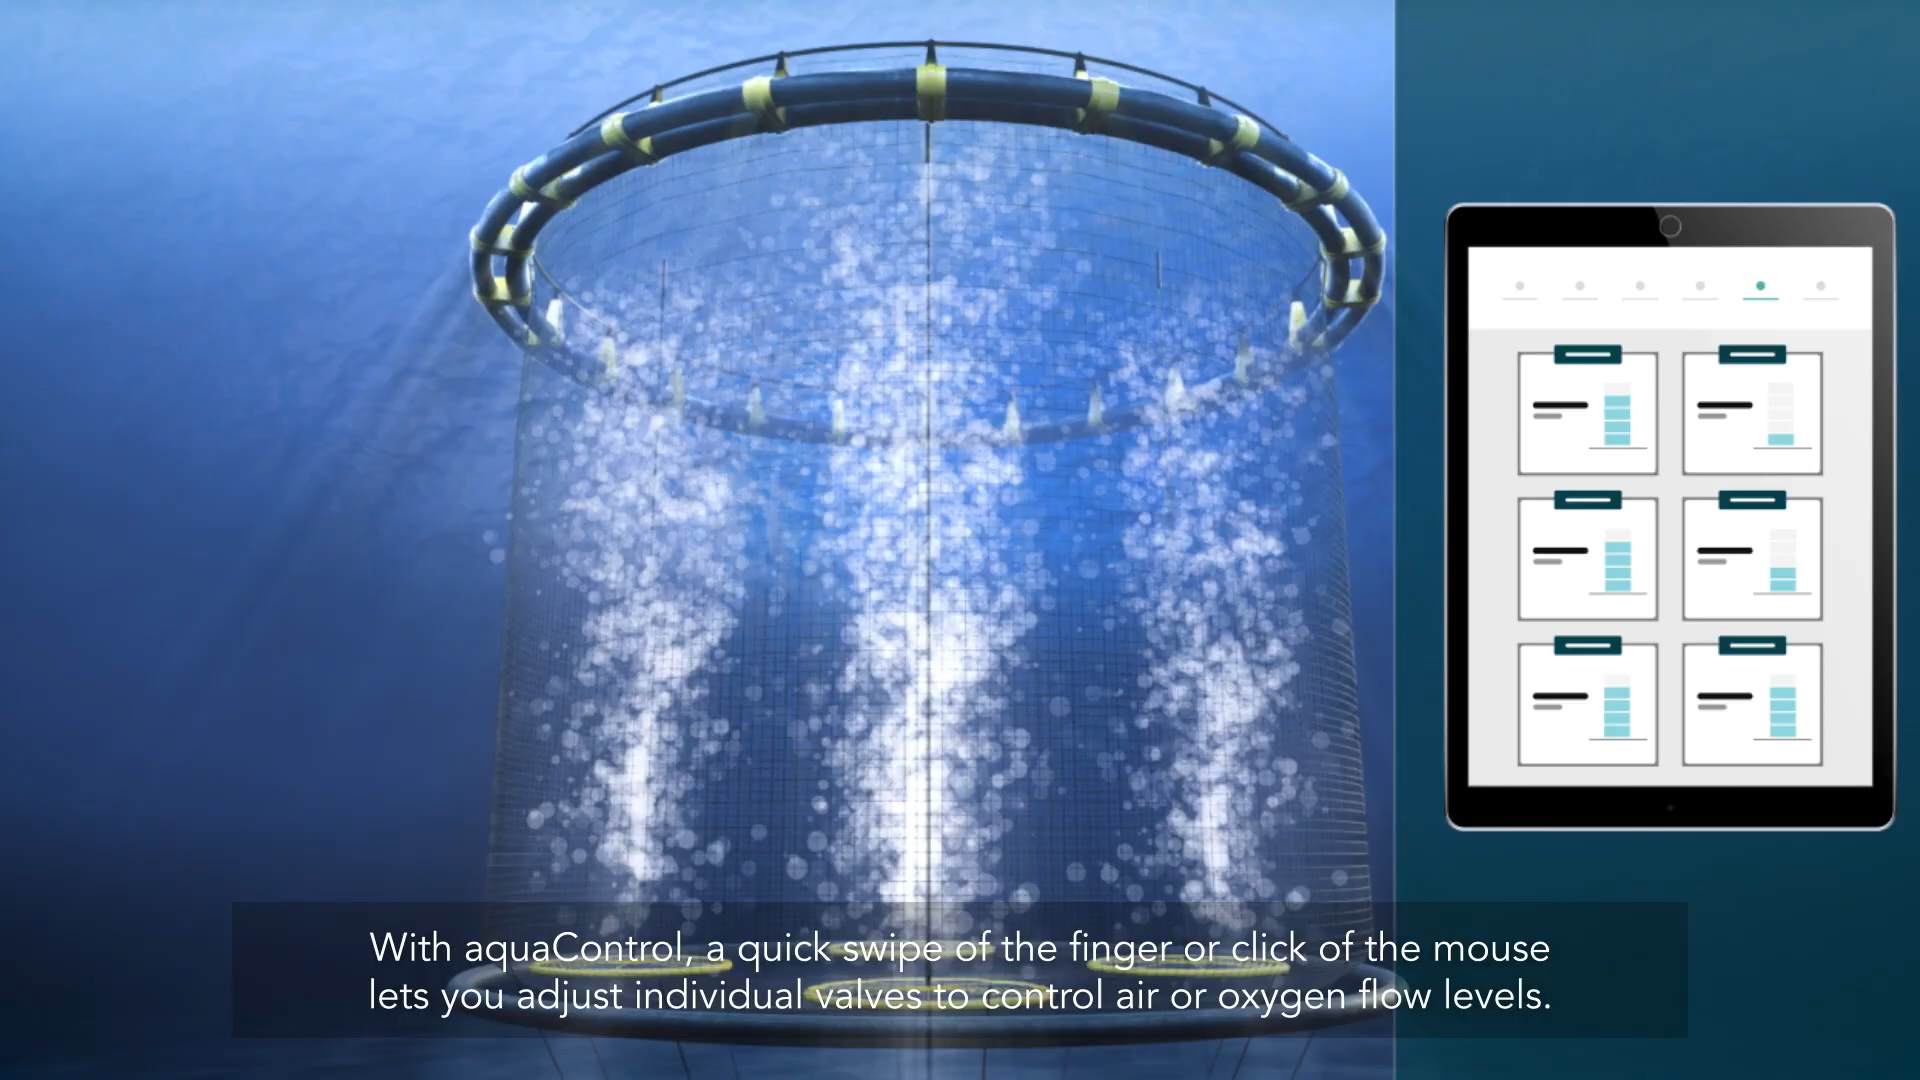 With aquaControl, a quick swipe of the finger or click of the mouse
lets you adjust individual valves to control air or oxygen flow levels.